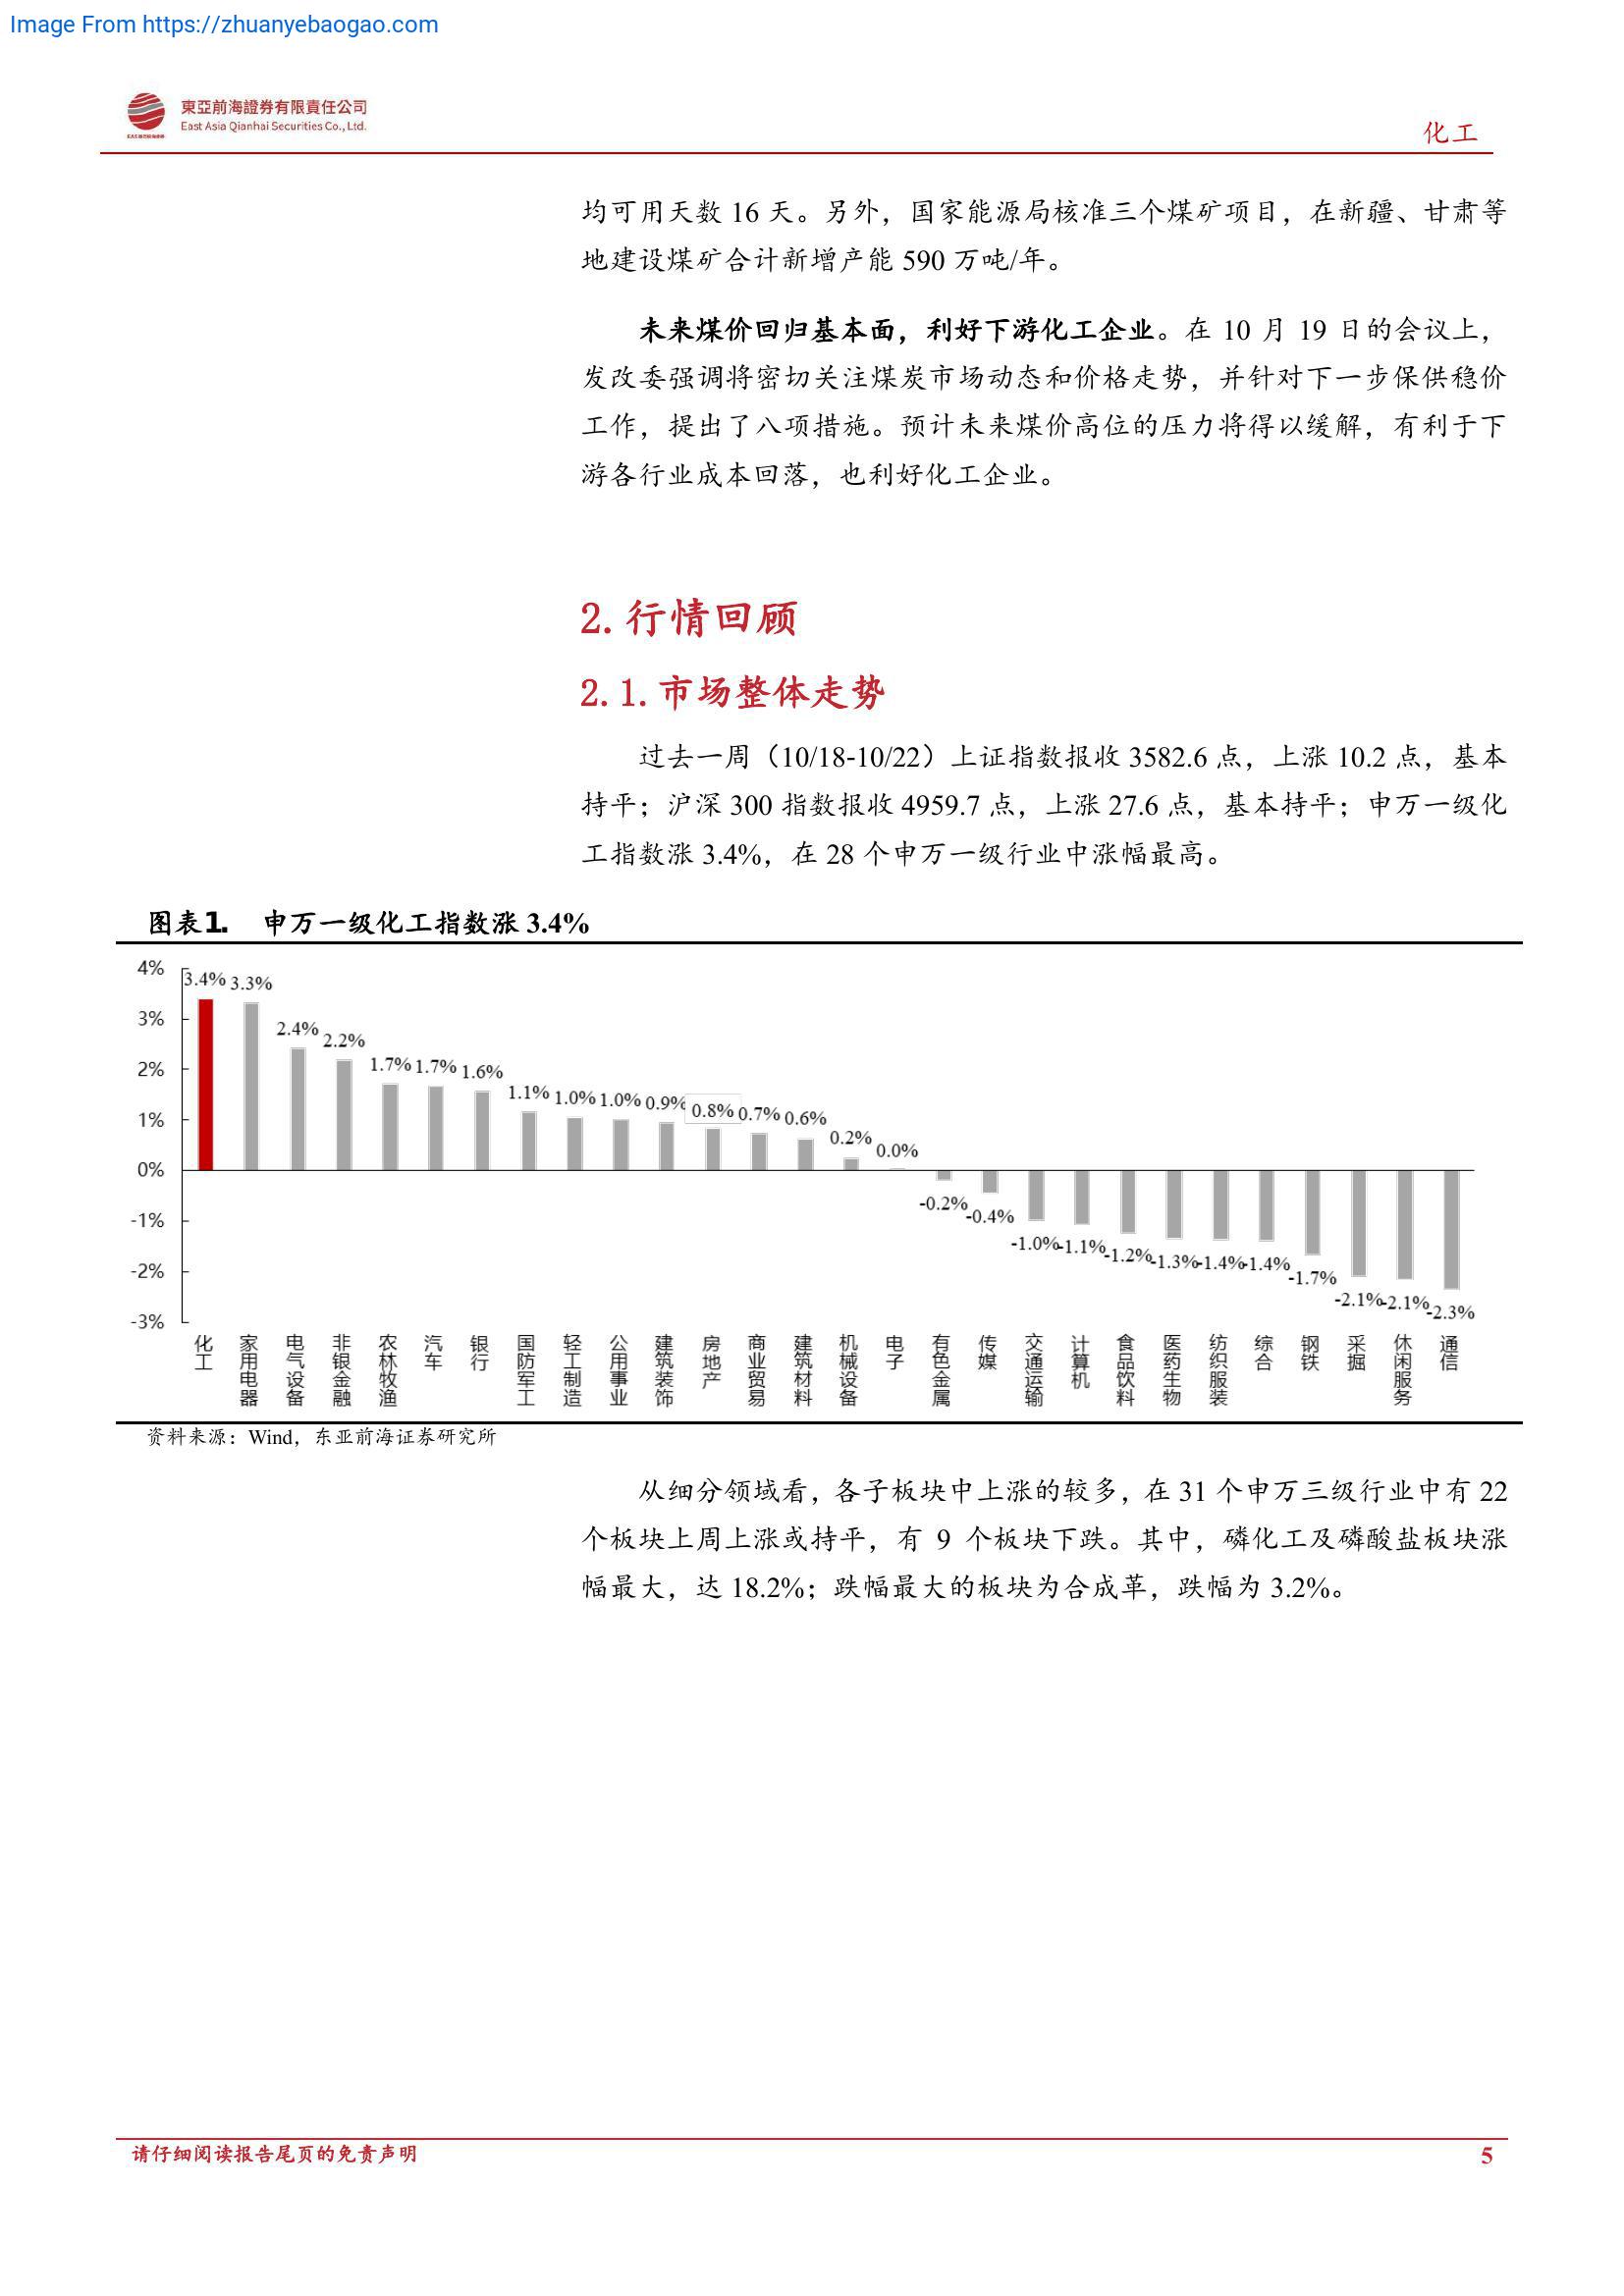 Image From https://zhuanyebaogao.com
東亞前海證券有限責任公司
East Asia Qianhai Securities Co., Ltd.
化工
均可用天数 16 天。另外，国家能源局核准三个煤矿项目，在新疆、甘肃等
地建设煤矿合计新增产能 590 万吨/年。
未来煤价回归基本面，利好下游化工企业。在 10 月 19 日的会议上，
发改委强调将密切关注煤炭市场动态和价格走势，并针对下一步保供稳价
工作，提出了八项措施。预计未来煤价高位的压力将得以缓解，有利于下
游各行业成本回落，也利好化工企业。
2. 行情回顾
2.1. 市场整体走势
过去一周（10/18-10/22）上证指数报收 3582.6 点，上涨 10.2 点，基本
持平；沪深 300 指数报收 4959.7 点，上涨 27.6 点，基本持平；申万一级化
工指数涨 3.4%，在 28 个申万一级行业中涨幅最高。
图表1. 申万一级化工指数涨 3.4%
4%
3%
2%
1%
0%
-1%
-2%
-3%
3.4% 3.3% 2.4% 2.2% 1.7% 1.7% 1.6% 1.1% 1.0% 1.0% 0.9% 0.8% 0.7% 0.6% 0.2% 0.0% -0.2% -0.4% -1.0% -1.1% -1.2% -1.3% -1.4% -1.4% -1.7% -2.1% -2.1% -2.3%
化工 家用电器 电气设备 非银金融 农林牧渔 汽车 银行 国防军工 轻工制造 公用事业 建筑装饰 房地产 商业贸易 建筑材料 机械设备 电子 有色金属 传媒 交通运输 计算机 食品饮料 医药生物 纺织服装 综合 钢铁 采掘 休闲服务 通信
资料来源：Wind，东亚前海证券研究所
从细分领域看，各子板块中上涨的较多，在 31 个申万三级行业中有 22
个板块上周上涨或持平，有 9 个板块下跌。其中，磷化工及磷酸盐板块涨
幅最大，达 18.2%；跌幅最大的板块为合成革，跌幅为 3.2%。
请仔细阅读报告尾页的免责声明
5